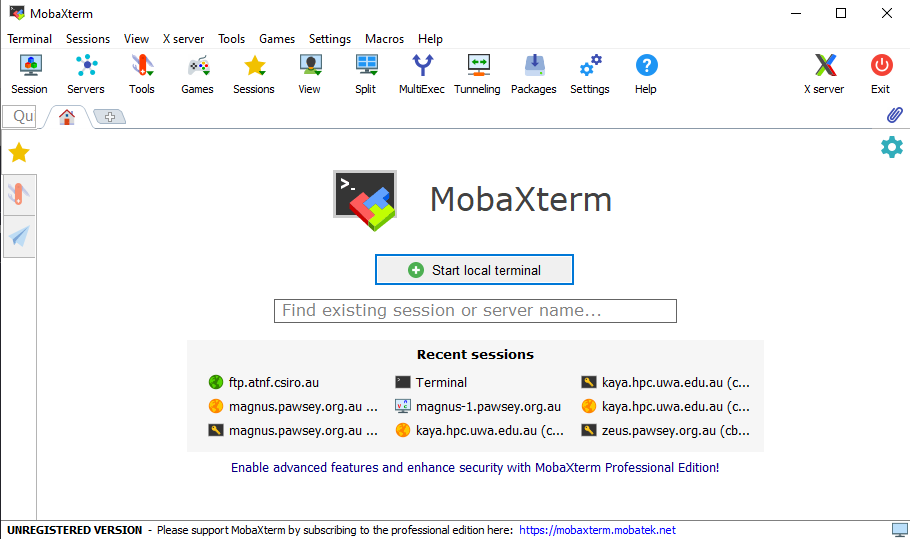 MobaXterm
Terminal Sessions View X server Tools Games Settings Macros Help
Session Servers Tools Games Sessions View Split MultiExec Tunneling Packages Settings Help X server Exit
Qu
>_
MobaXterm
Start local terminal
Find existing session or server name...
Recent sessions
ftp.atnf.csiro.au Terminal kaya.hpc.uwa.edu.au (c...
magnus.pawsey.org.au ... magnus-1.pawsey.org.au kaya.hpc.uwa.edu.au (c...
magnus.pawsey.org.au ... kaya.hpc.uwa.edu.au (c... zeus.pawsey.org.au (cb...
Enable advanced features and enhance security with MobaXterm Professional Edition!
UNREGISTERED VERSION - Please support MobaXterm by subscribing to the professional edition here: https://mobaxterm.mobatek.net